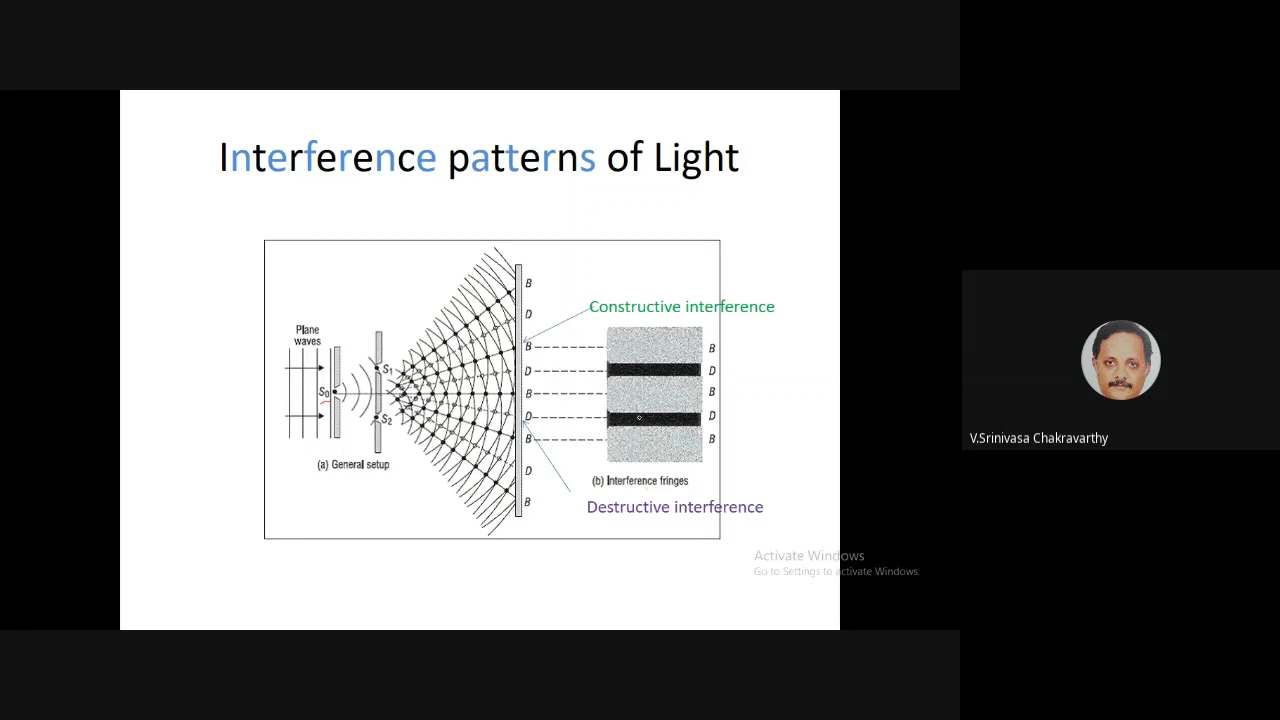 Interference patterns of Light
Plane
waves
S0
S1
S2
(a) General setup
B
D
B
D
B
D
B
D
B
Constructive interference
B
D
B
D
B
(b) Interference fringes
Destructive interference
Activate Windows
Go to Settings to activate Windows.
V.Srinivasa Chakravarthy